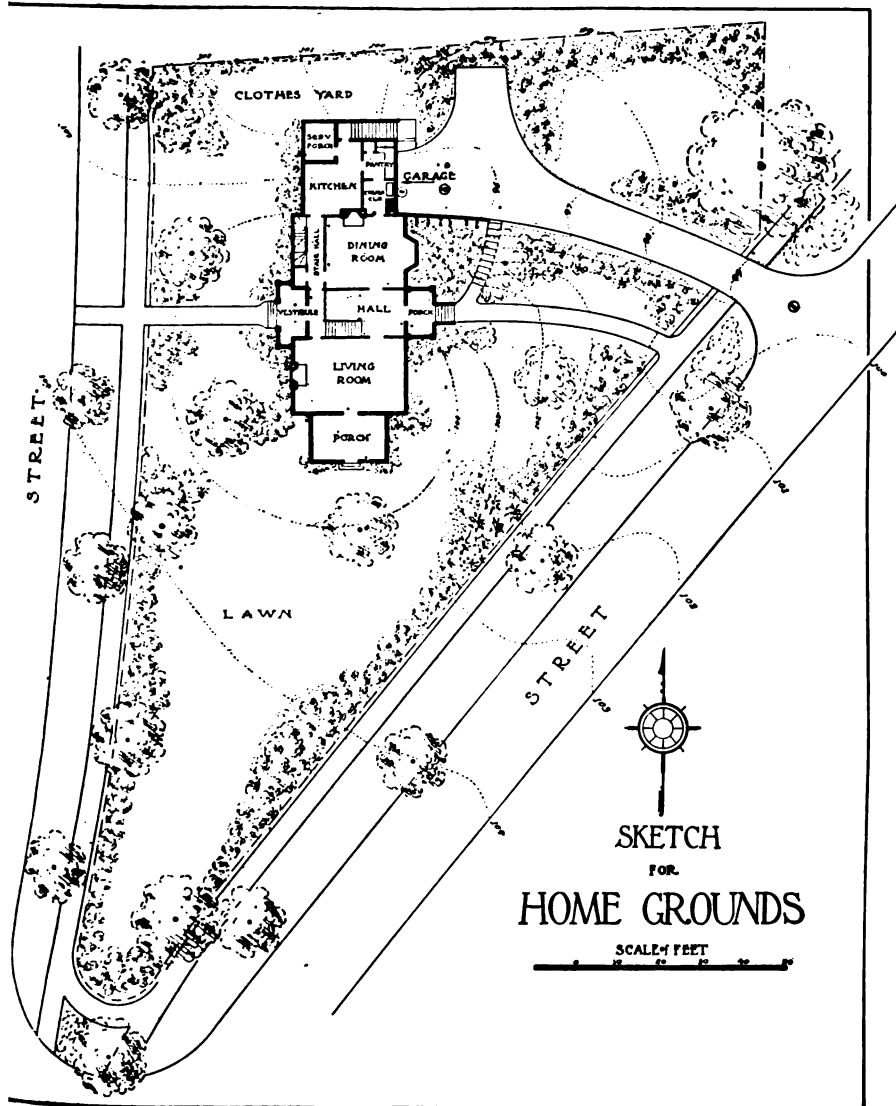 CLOTHES YARD
SERV.
PORCH
PANTRY
KITCHEN
GARAGE
STAIR HALL
DINING
ROOM
VESTIBULE
HALL
PORCH
LIVING
ROOM
PORCH
STREET
LAWN
STREET
SKETCH
FOR
HOME GROUNDS
SCALE of FEET